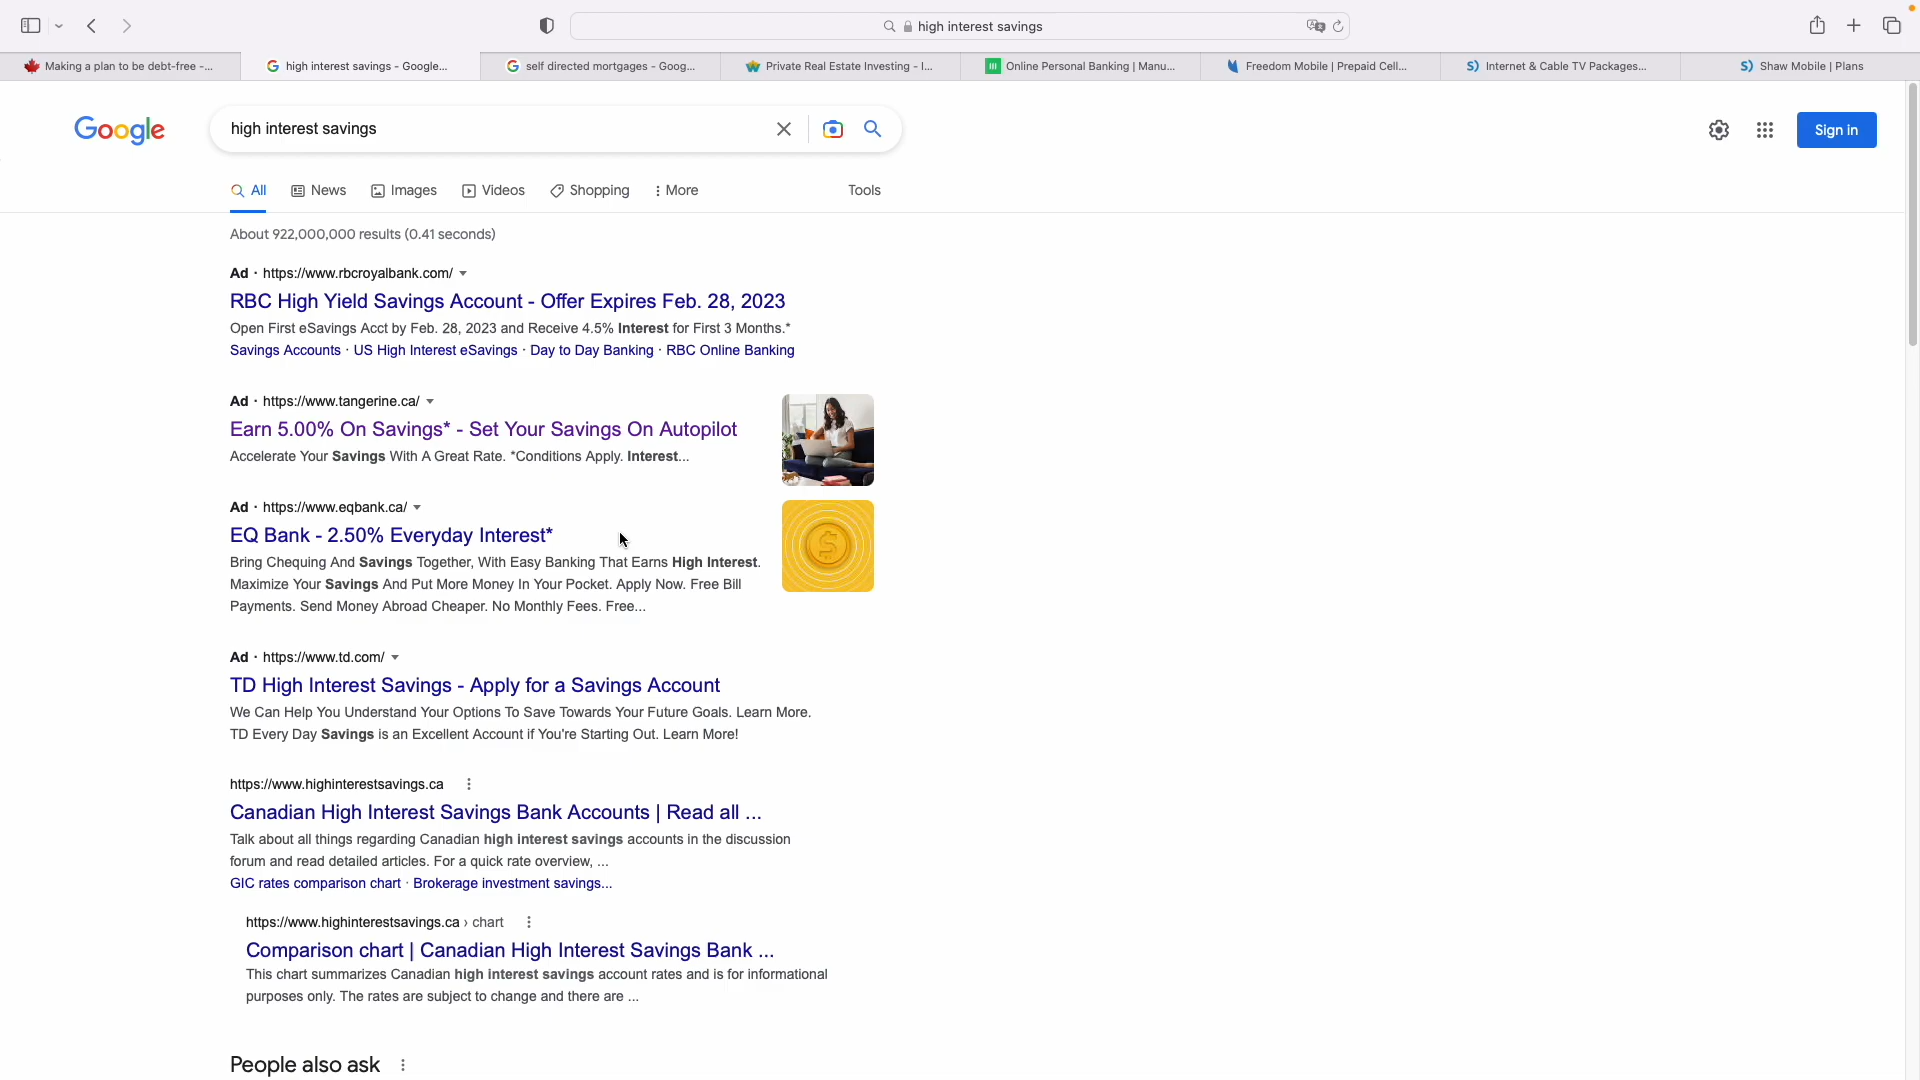 high interest savings
Making a plan to be debt-free -...
high interest savings - Google...
self directed mortgages - Goog...
Private Real Estate Investing - I...
Online Personal Banking | Manu...
Freedom Mobile | Prepaid Cell...
Internet & Cable TV Packages...
Shaw Mobile | Plans
Google
high interest savings
Sign in
All
News
Images
Videos
Shopping
More
Tools
About 922,000,000 results (0.41 seconds)
Ad · https://www.rbcroyalbank.com/
RBC High Yield Savings Account - Offer Expires Feb. 28, 2023
Open First eSavings Acct by Feb. 28, 2023 and Receive 4.5% Interest for First 3 Months.*
Savings Accounts · US High Interest eSavings · Day to Day Banking · RBC Online Banking
Ad · https://www.tangerine.ca/
Earn 5.00% On Savings* - Set Your Savings On Autopilot
Accelerate Your Savings With A Great Rate. *Conditions Apply. Interest...
Ad · https://www.eqbank.ca/
EQ Bank - 2.50% Everyday Interest*
Bring Chequing And Savings Together, With Easy Banking That Earns High Interest.
Maximize Your Savings And Put More Money In Your Pocket. Apply Now. Free Bill
Payments. Send Money Abroad Cheaper. No Monthly Fees. Free...
$
Ad · https://www.td.com/
TD High Interest Savings - Apply for a Savings Account
We Can Help You Understand Your Options To Save Towards Your Future Goals. Learn More.
TD Every Day Savings is an Excellent Account if You're Starting Out. Learn More!
https://www.highinterestsavings.ca
Canadian High Interest Savings Bank Accounts | Read all ...
Talk about all things regarding Canadian high interest savings accounts in the discussion
forum and read detailed articles. For a quick rate overview, ...
GIC rates comparison chart · Brokerage investment savings...
https://www.highinterestsavings.ca › chart
Comparison chart | Canadian High Interest Savings Bank ...
This chart summarizes Canadian high interest savings account rates and is for informational
purposes only. The rates are subject to change and there are ...
People also ask